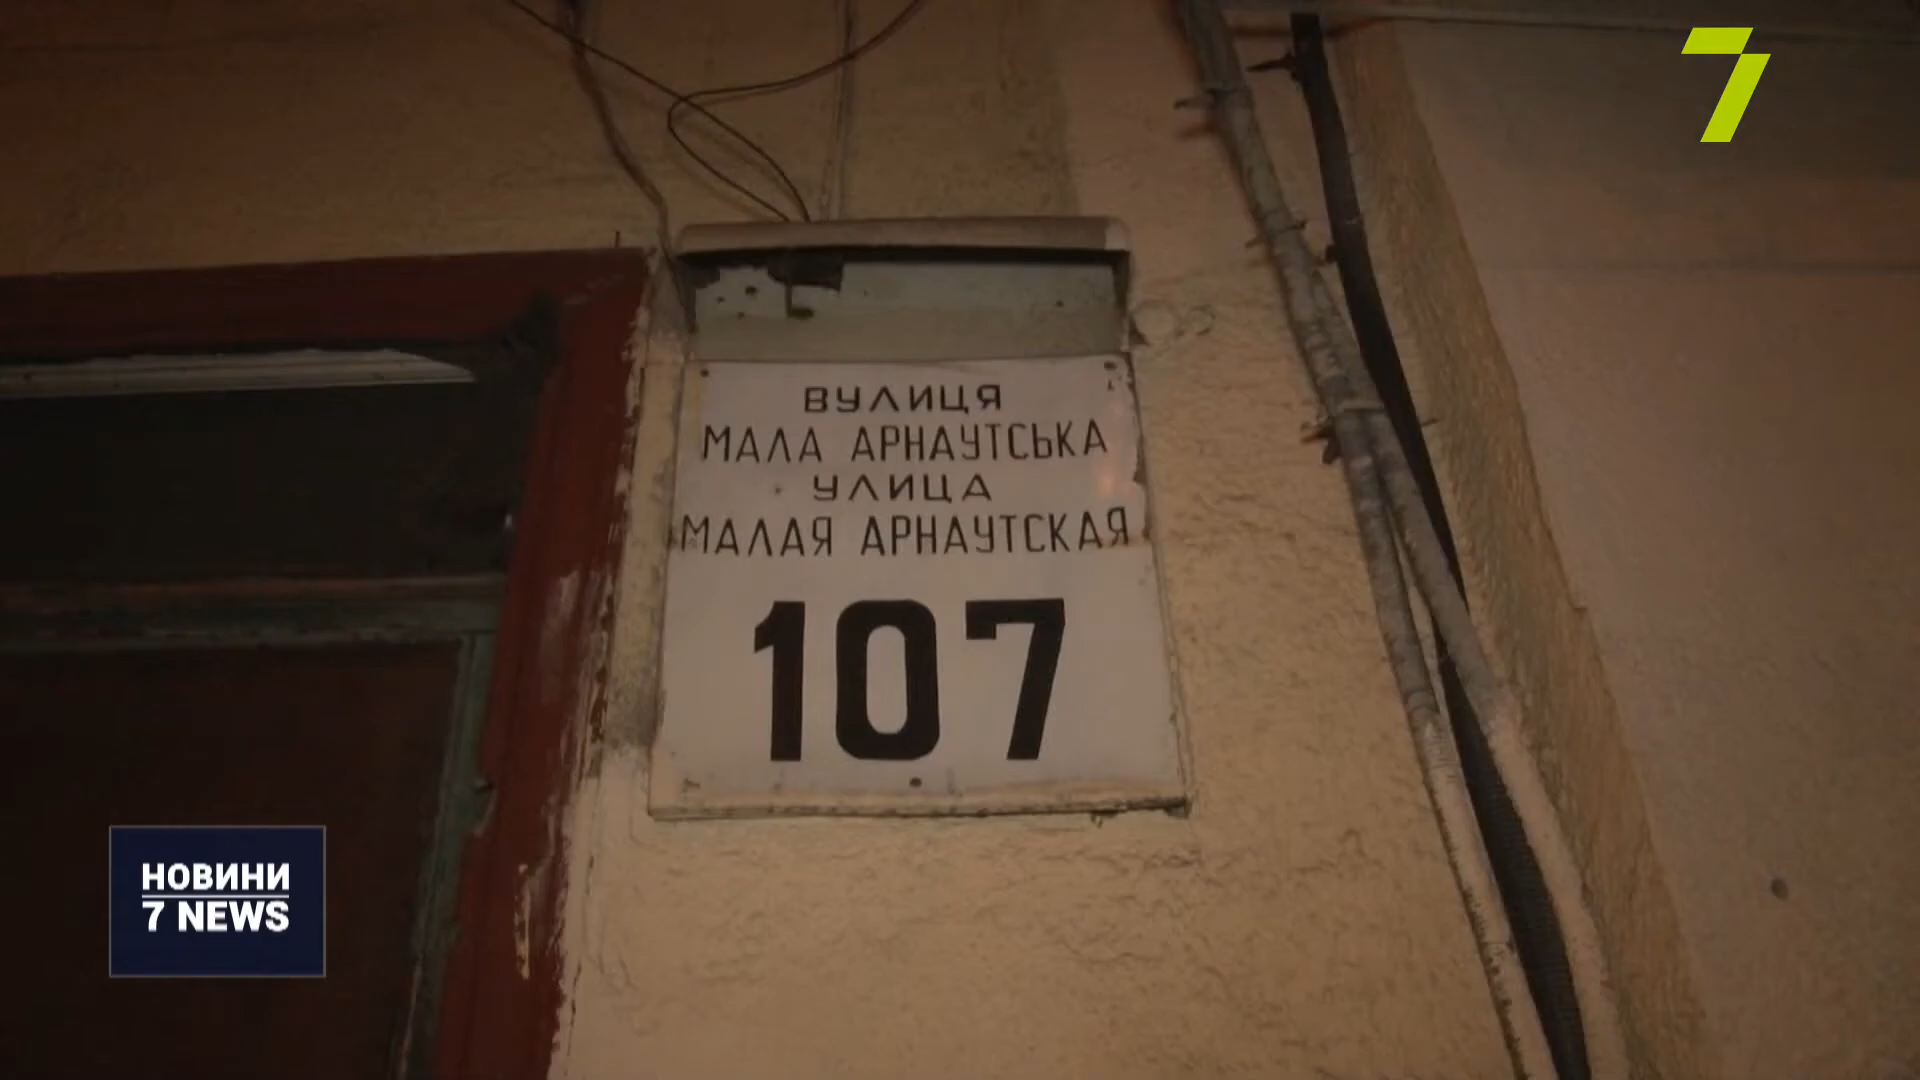 7
ВУЛИЦЯ
МАЛА АРНАУТСЬКА
УЛИЦА
МАЛАЯ АРНАУТСКАЯ
107
НОВИНИ
7 NEWS